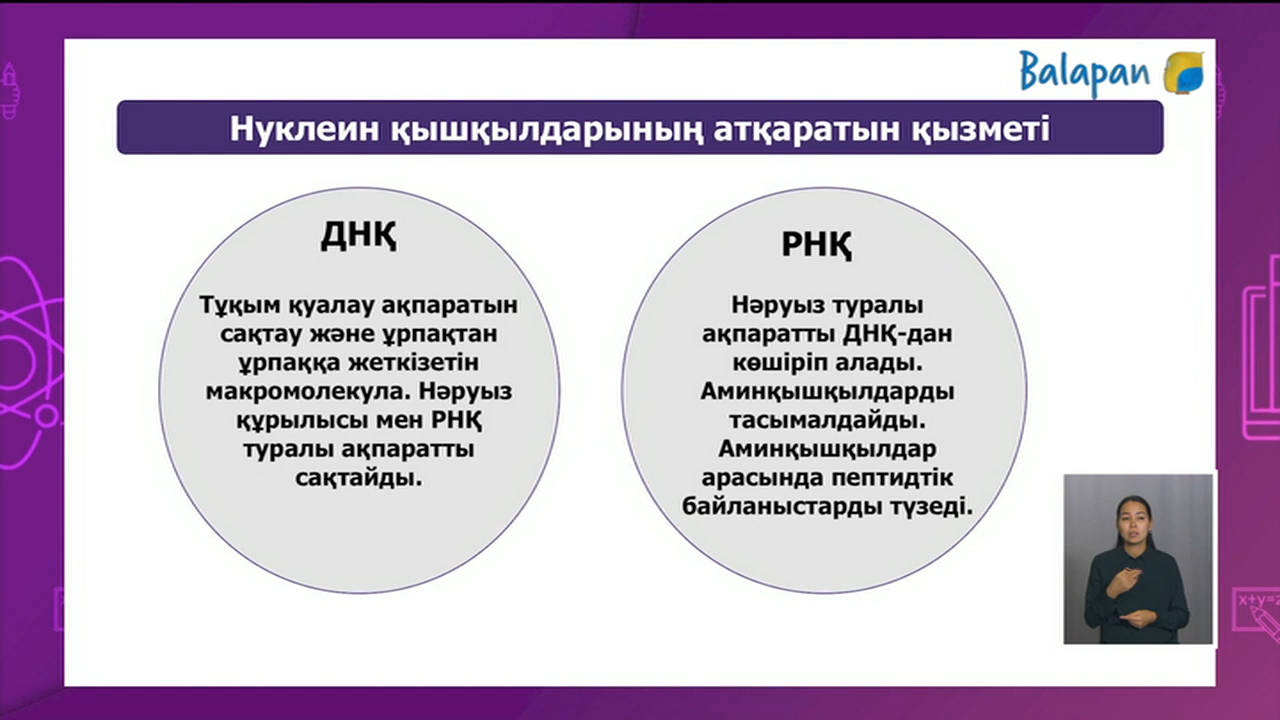 Balapan
Нуклеин қышқылдарының атқаратын қызметі
ДНҚ
Тұқым қуалау ақпаратын
сақтау және ұрпақтан
ұрпаққа жеткізетін
макромолекула. Нәруыз
құрылысы мен РНҚ
туралы ақпаратты
сақтайды.
РНҚ
Нәруыз туралы
ақпаратты ДНҚ-дан
көшіріп алады.
Аминқышқылдарды
тасымалдайды.
Аминқышқылдар
арасында пептидтік
байланыстарды түзеді.